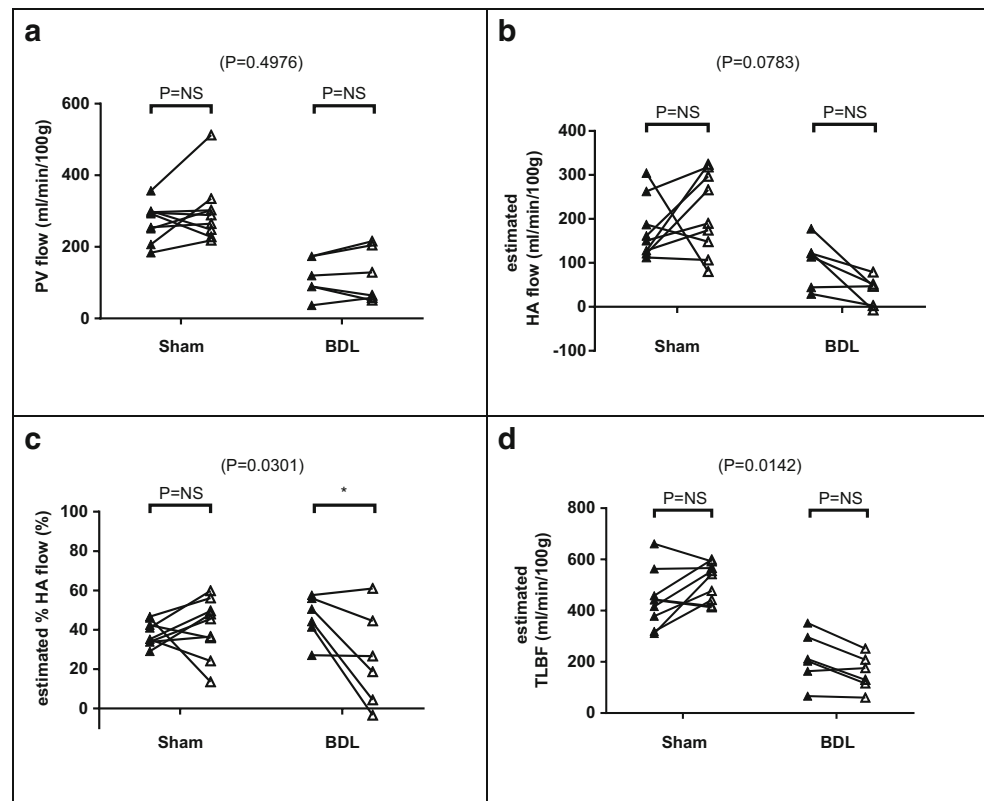 a
(P=0.4976)
P=NS
P=NS
PV flow (ml/min/100g)
600
400
200
0
Sham
BDL
b
(P=0.0783)
P=NS
P=NS
estimated
HA flow (ml/min/100g)
400
300
200
100
0
-100
Sham
BDL
c
(P=0.0301)
P=NS
*
estimated % HA flow (%)
100
80
60
40
20
0
Sham
BDL
d
(P=0.0142)
P=NS
P=NS
estimated
TLBF (ml/min/100g)
800
600
400
200
0
Sham
BDL